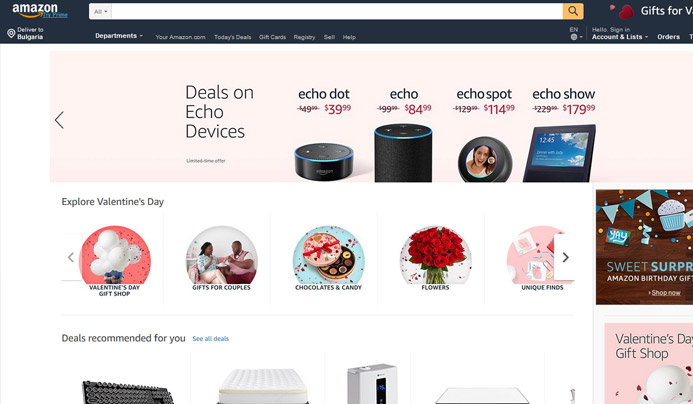 amazon
Try Prime
All
Gifts for Va
Deliver to
Bulgaria
Departments
Your Amazon.com Today's Deals Gift Cards Registry Sell Help
EN
Hello. Sign in
Account & Lists
Orders
T
Deals on
Echo
Devices
Limited-time offer
echo dot
$49.99 $39.99
echo
$99.99 $84.99
echo spot
$129.99 $114.99
echo show
$229.99 $179.99
12:45
Explore Valentine's Day
VALENTINE'S DAY
GIFT SHOP
GIFTS FOR COUPLES
CHOCOLATES & CANDY
FLOWERS
UNIQUE FINDS
YAY
SWEET SURPR
AMAZON BIRTHDAY GIF
Shop now
Deals recommended for you See all deals
Valentine's Day
Gift Shop